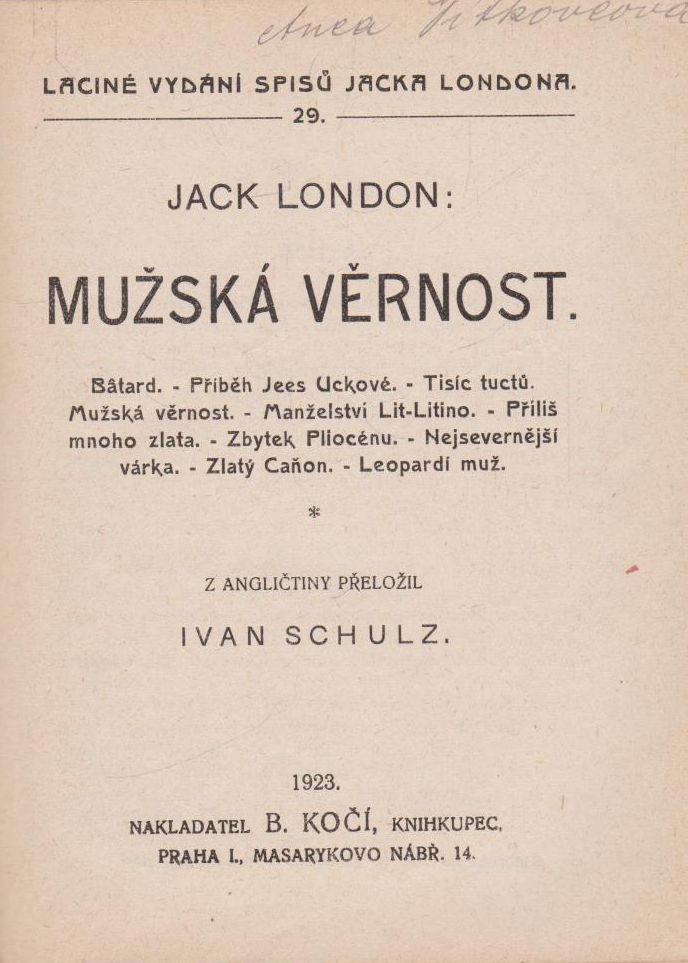 LACINÉ VYDÁNÍ SPISŮ JACKA LONDONA.
29.
JACK LONDON:
MUŽSKÁ VĚRNOST.
Bâtard. - Příběh Jees Uckové. - Tisíc tuctů.
Mužská věrnost. - Manželství Lit-Litino. - Příliš
mnoho zlata. - Zbytek Pliocénu. - Nejsevernější
várka. - Zlatý Caňon. - Leopardí muž.
*
Z ANGLIČTINY PŘELOŽIL
IVAN SCHULZ.
1923.
NAKLADATEL B. KOČÍ, KNIHKUPEC,
PRAHA I., MASARYKOVO NÁBŘ. 14.